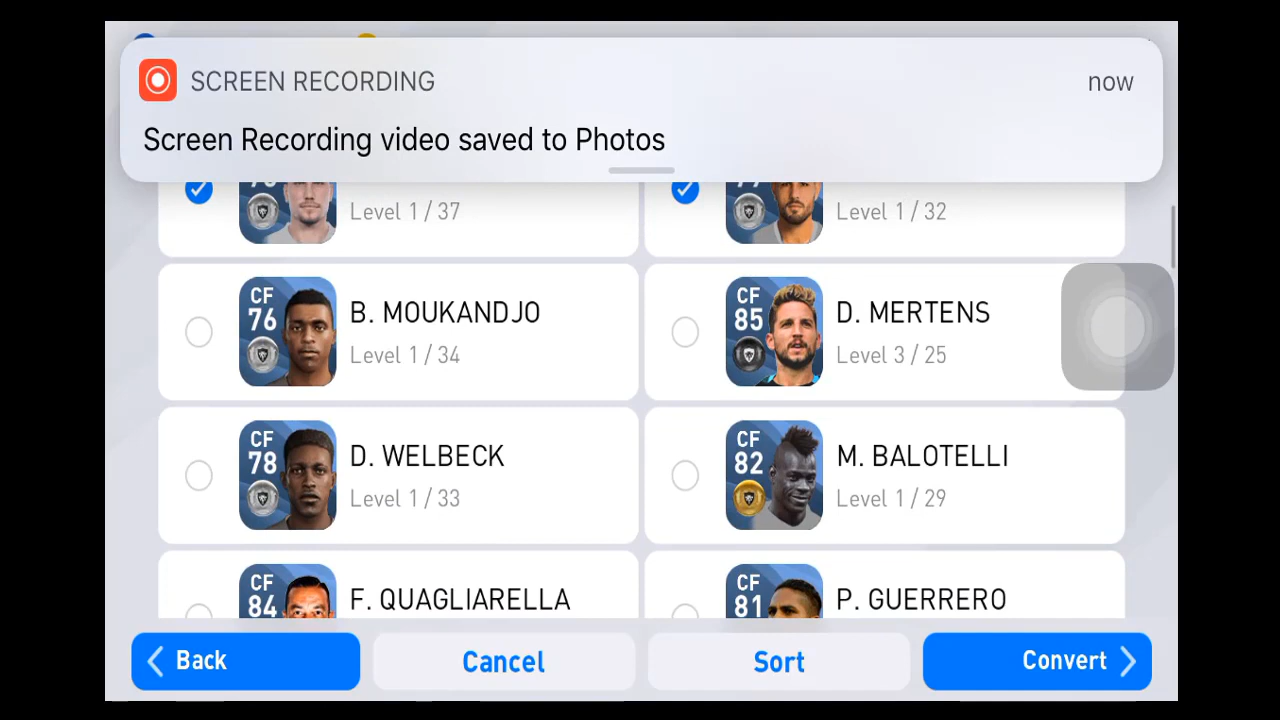 SCREEN RECORDING
now
Screen Recording video saved to Photos
Level 1 / 37
Level 1 / 32
CF
76
B. MOUKANDJO
Level 1 / 34
CF
85
D. MERTENS
Level 3 / 25
CF
78
D. WELBECK
Level 1 / 33
CF
82
M. BALOTELLI
Level 1 / 29
CF
84
F. QUAGLIARELLA
CF
81
P. GUERRERO
Back
Cancel
Sort
Convert